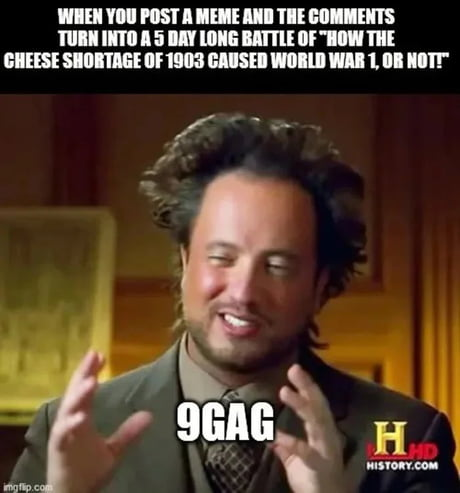 WHEN YOU POST A MEME AND THE COMMENTS
TURN INTO A 5 DAY LONG BATTLE OF "HOW THE
CHEESE SHORTAGE OF 1903 CAUSED WORLD WAR 1, OR NOT!"
9GAG
H HD
HISTORY.COM
imgflip.com